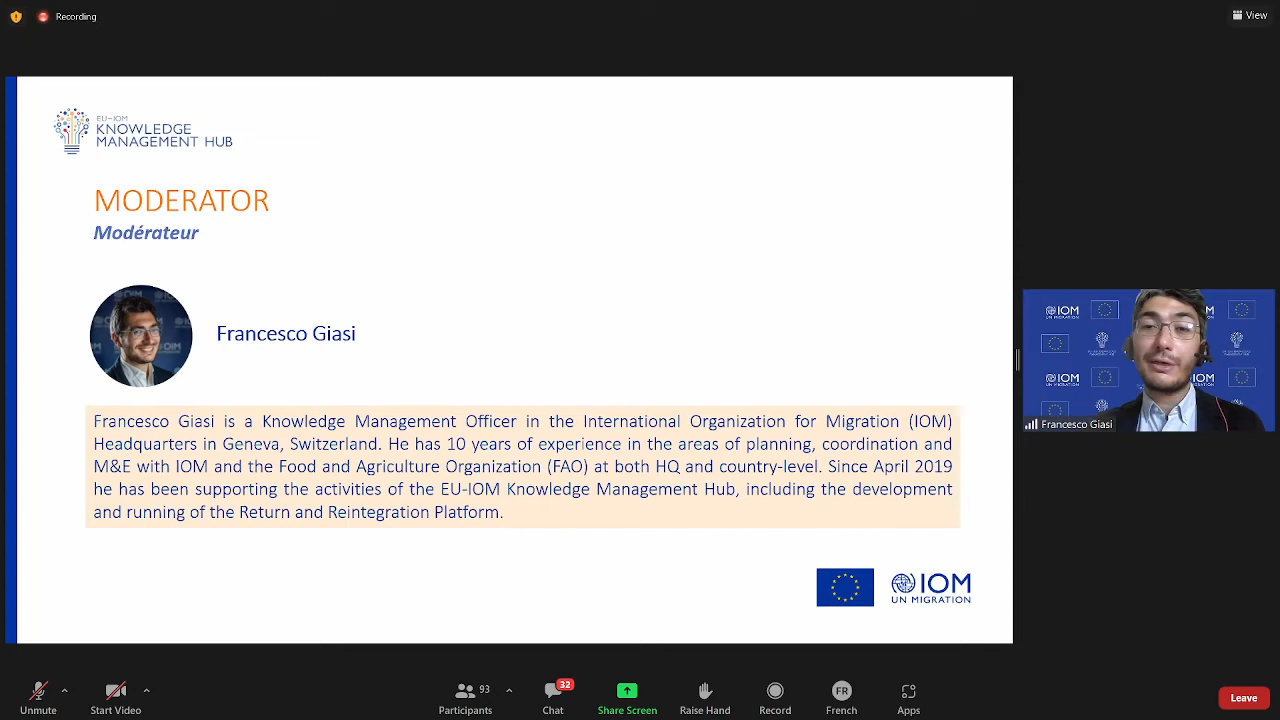 Recording
View
EU-IOM
KNOWLEDGE
MANAGEMENT HUB
MODERATOR
Modérateur
Francesco Giasi
Francesco Giasi is a Knowledge Management Officer in the International Organization for Migration (IOM)
Headquarters in Geneva, Switzerland. He has 10 years of experience in the areas of planning, coordination and
M&E with IOM and the Food and Agriculture Organization (FAO) at both HQ and country-level. Since April 2019
he has been supporting the activities of the EU-IOM Knowledge Management Hub, including the development
and running of the Return and Reintegration Platform.
IOM
UN MIGRATION
IOM
UN MIGRATION
IOM
IOM
Francesco Giasi
Unmute
Start Video
93
Participants
32
Chat
Share Screen
Raise Hand
Record
FR
French
Apps
Leave